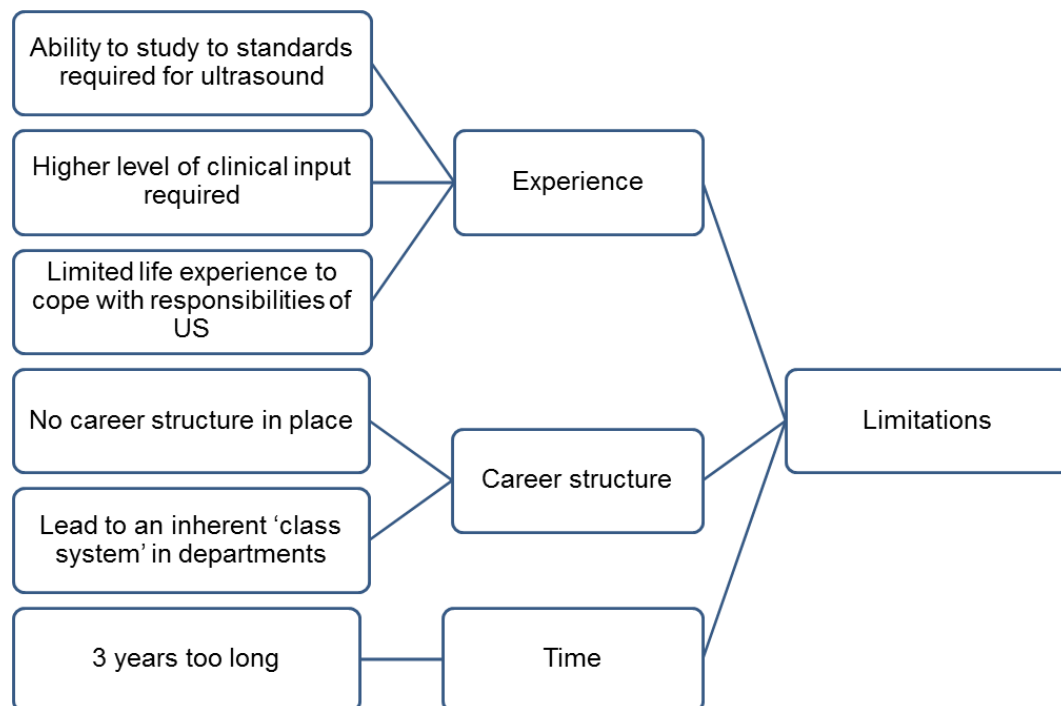 Ability to study to standards
required for ultrasound
Higher level of clinical input
required
Experience
Limited life experience to
cope with responsibilities of
US
No career structure in place
Limitations
Career structure
Lead to an inherent ‘class
system’ in departments
3 years too long
Time